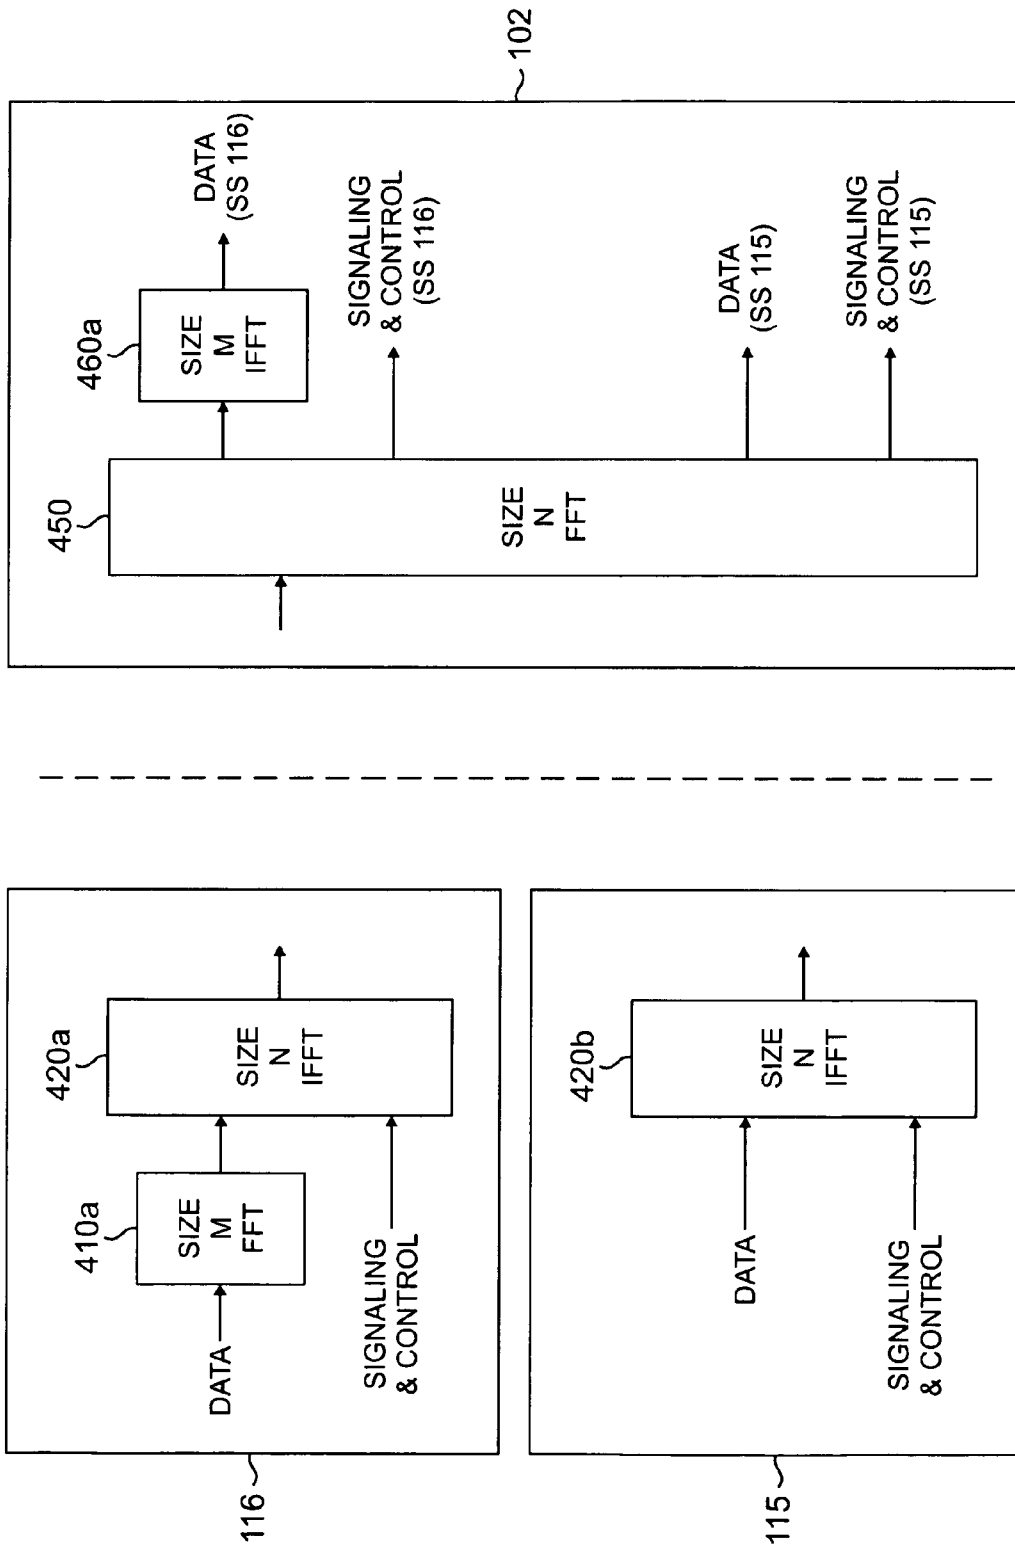 410a
420a
DATA
SIZE
M
FFT
SIZE
N
IFFT
SIGNALING
& CONTROL
116
420b
DATA
SIZE
N
IFFT
SIGNALING
& CONTROL
115
450
460a
SIZE
N
FFT
SIZE
M
IFFT
DATA
(SS 116)
SIGNALING
& CONTROL
(SS 116)
DATA
(SS 115)
SIGNALING
& CONTROL
(SS 115)
102